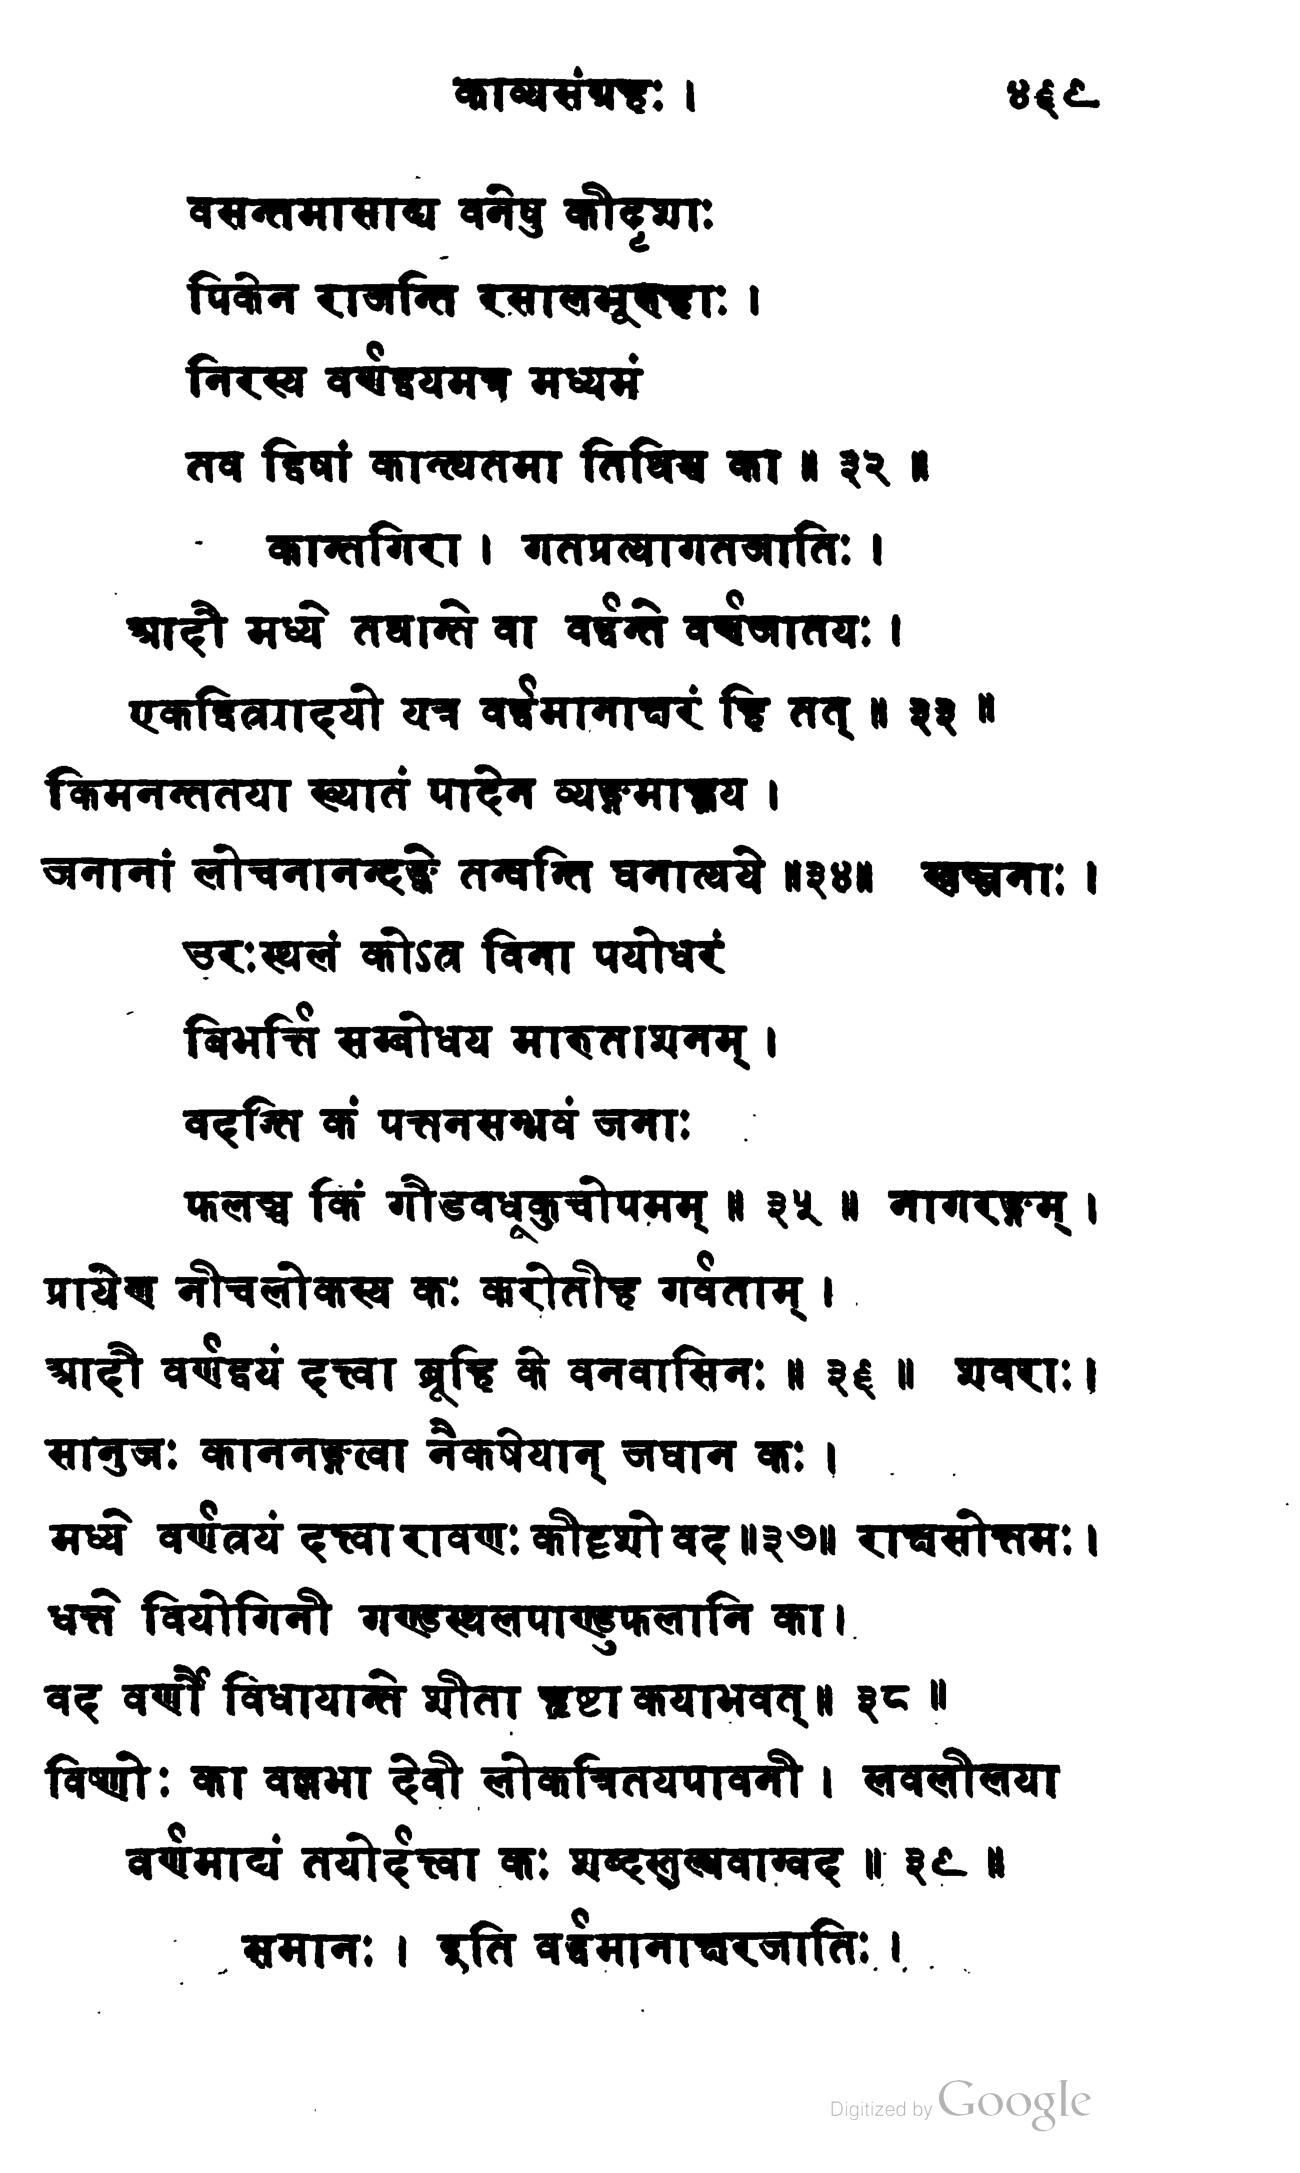 काव्यसंग्रहः । ४६९
वसन्तमासाद्य वनेषु कीदृशाः
पिकेन राजन्ति रसालभूरुहाः ।
निरस्य वर्णद्वयमत्र मध्यमं
तव द्विषां कान्त्यतमा तिथिश्च का ॥ ३२ ॥
कान्तगिरा । गतप्रत्यागतजातिः ।
आदौ मध्ये तथान्ते वा वर्द्धन्ते वर्णजातयः ।
एकद्वित्र्यादयो यत्र वर्द्धमानाक्षरं हि तत् ॥ ३३ ॥
किमनन्ततया ख्यातं पादेन व्यङ्गमाह्वय ।
जनानां लोचनानन्दङ्के तन्वन्ति घनात्यये ॥३४॥ खञ्जनाः ।
उरःस्थलं कोऽत्र विना पयोधरं
बिभर्त्ति सम्बोधय मारुताशनम् ।
वदन्ति कं पत्तनसम्भवं जनाः
फलञ्च किं गौडवधूकुचोपमम् ॥ ३५ ॥ नागरङ्गम् ।
प्रायेण नीचलोकस्य कः करोतीह गर्वताम् ।
आदौ वर्णद्वयं दत्त्वा ब्रूहि के वनवासिनः ॥ ३६ ॥ शवराः ।
सानुजः काननङ्गत्वा नैकषेयान् जघान कः ।
मध्ये वर्णत्रयं दत्त्वा रावणः कीदृशो वद ॥३७॥ राक्षसोत्तमः ।
धत्ते वियोगिनी गण्डस्थलपाण्डुफलानि का ।
वद वर्णौ विधायान्ते शीता हृष्टा कयाभवत् ॥ ३८ ॥
विष्णोः का वल्लभा देवी लोकत्रितयपावनी । लवलीलया
वर्णमाद्यं तयोर्दत्त्वा कः शब्दस्तुल्यवाग्वद ॥ ३९ ॥
समानः । इति वर्द्धमानाक्षरजातिः ।
Digitized by Google